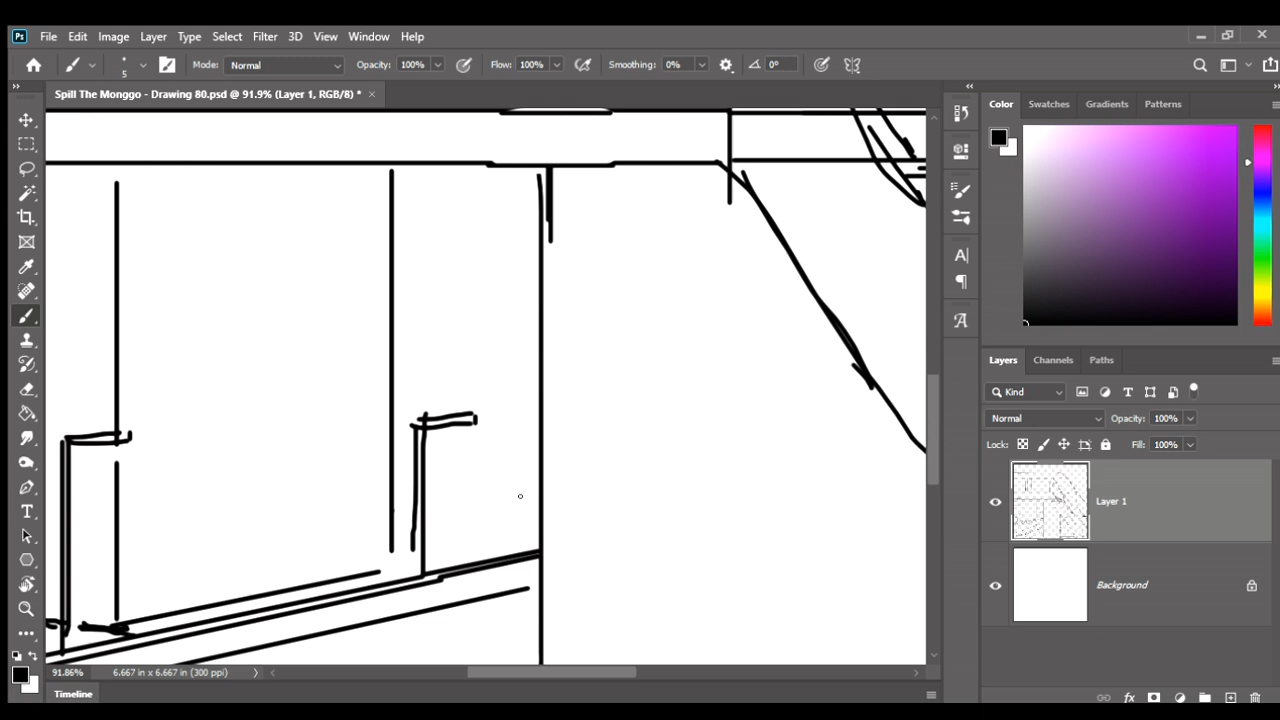 Ps File Edit Image Layer Type Select Filter 3D View Window Help
5 Mode: Normal Opacity: 100% Flow: 100% Smoothing: 0% 0°
Spill The Monggo - Drawing 80.psd @ 91.9% (Layer 1, RGB/8) * ×
Color Swatches Gradients Patterns
Layers Channels Paths
Kind
Normal Opacity: 100%
Lock: Fill: 100%
Layer 1
Background
91.86% 6.667 in x 6.667 in (300 ppi)
Timeline